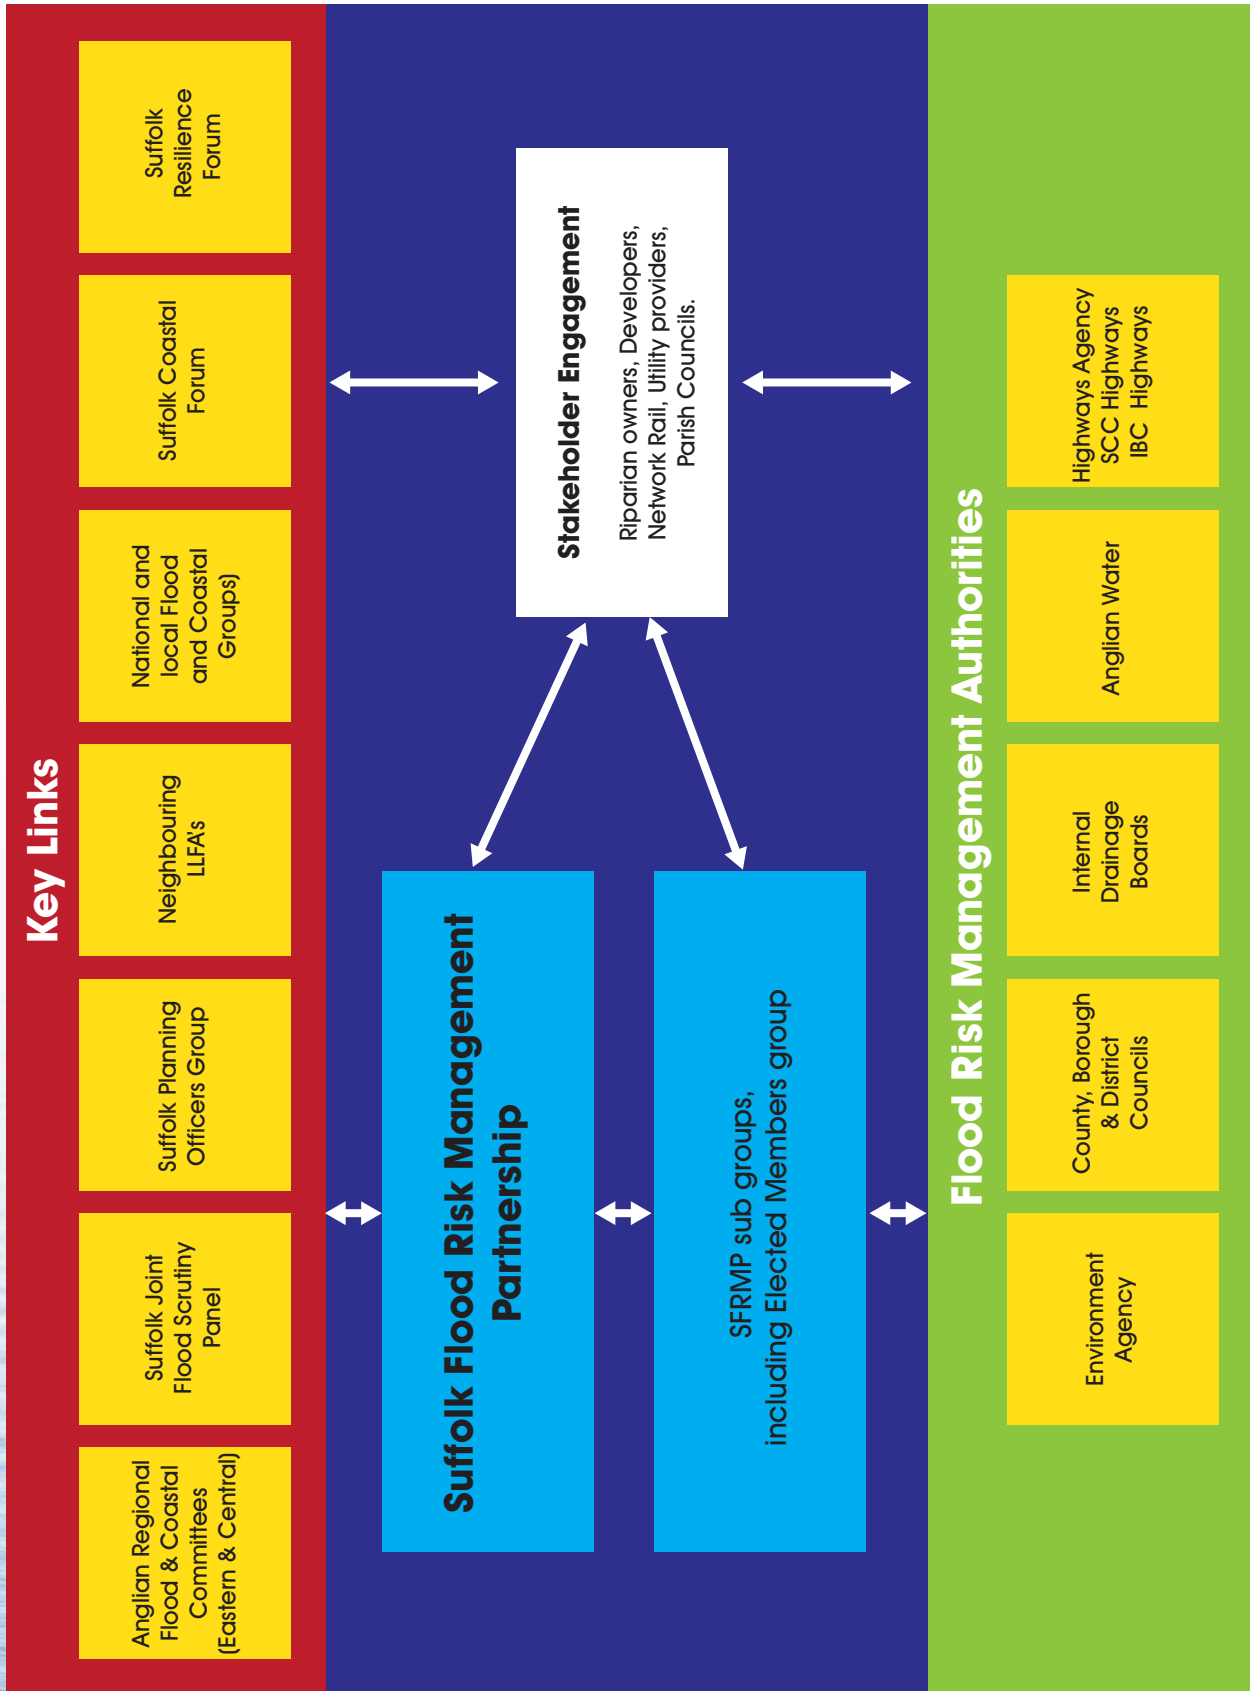 Key Links
Anglian Regional
Flood & Coastal
Committees
(Eastern & Central)
Suffolk Joint
Flood Scrutiny
Panel
Suffolk Planning
Officers Group
Neighbouring
LLFA's
National and
local Flood
and Coastal
Groups)
Suffolk Coastal
Forum
Suffolk
Resilience
Forum
Suffolk Flood Risk Management
Partnership
SFRMP sub groups,
including Elected Members group
Stakeholder Engagement
Riparian owners, Developers,
Network Rail, Utility providers,
Parish Councils.
Flood Risk Management Authorities
Environment
Agency
County, Borough
& District
Councils
Internal
Drainage
Boards
Anglian Water
Highways Agency
SCC Highways
IBC Highways